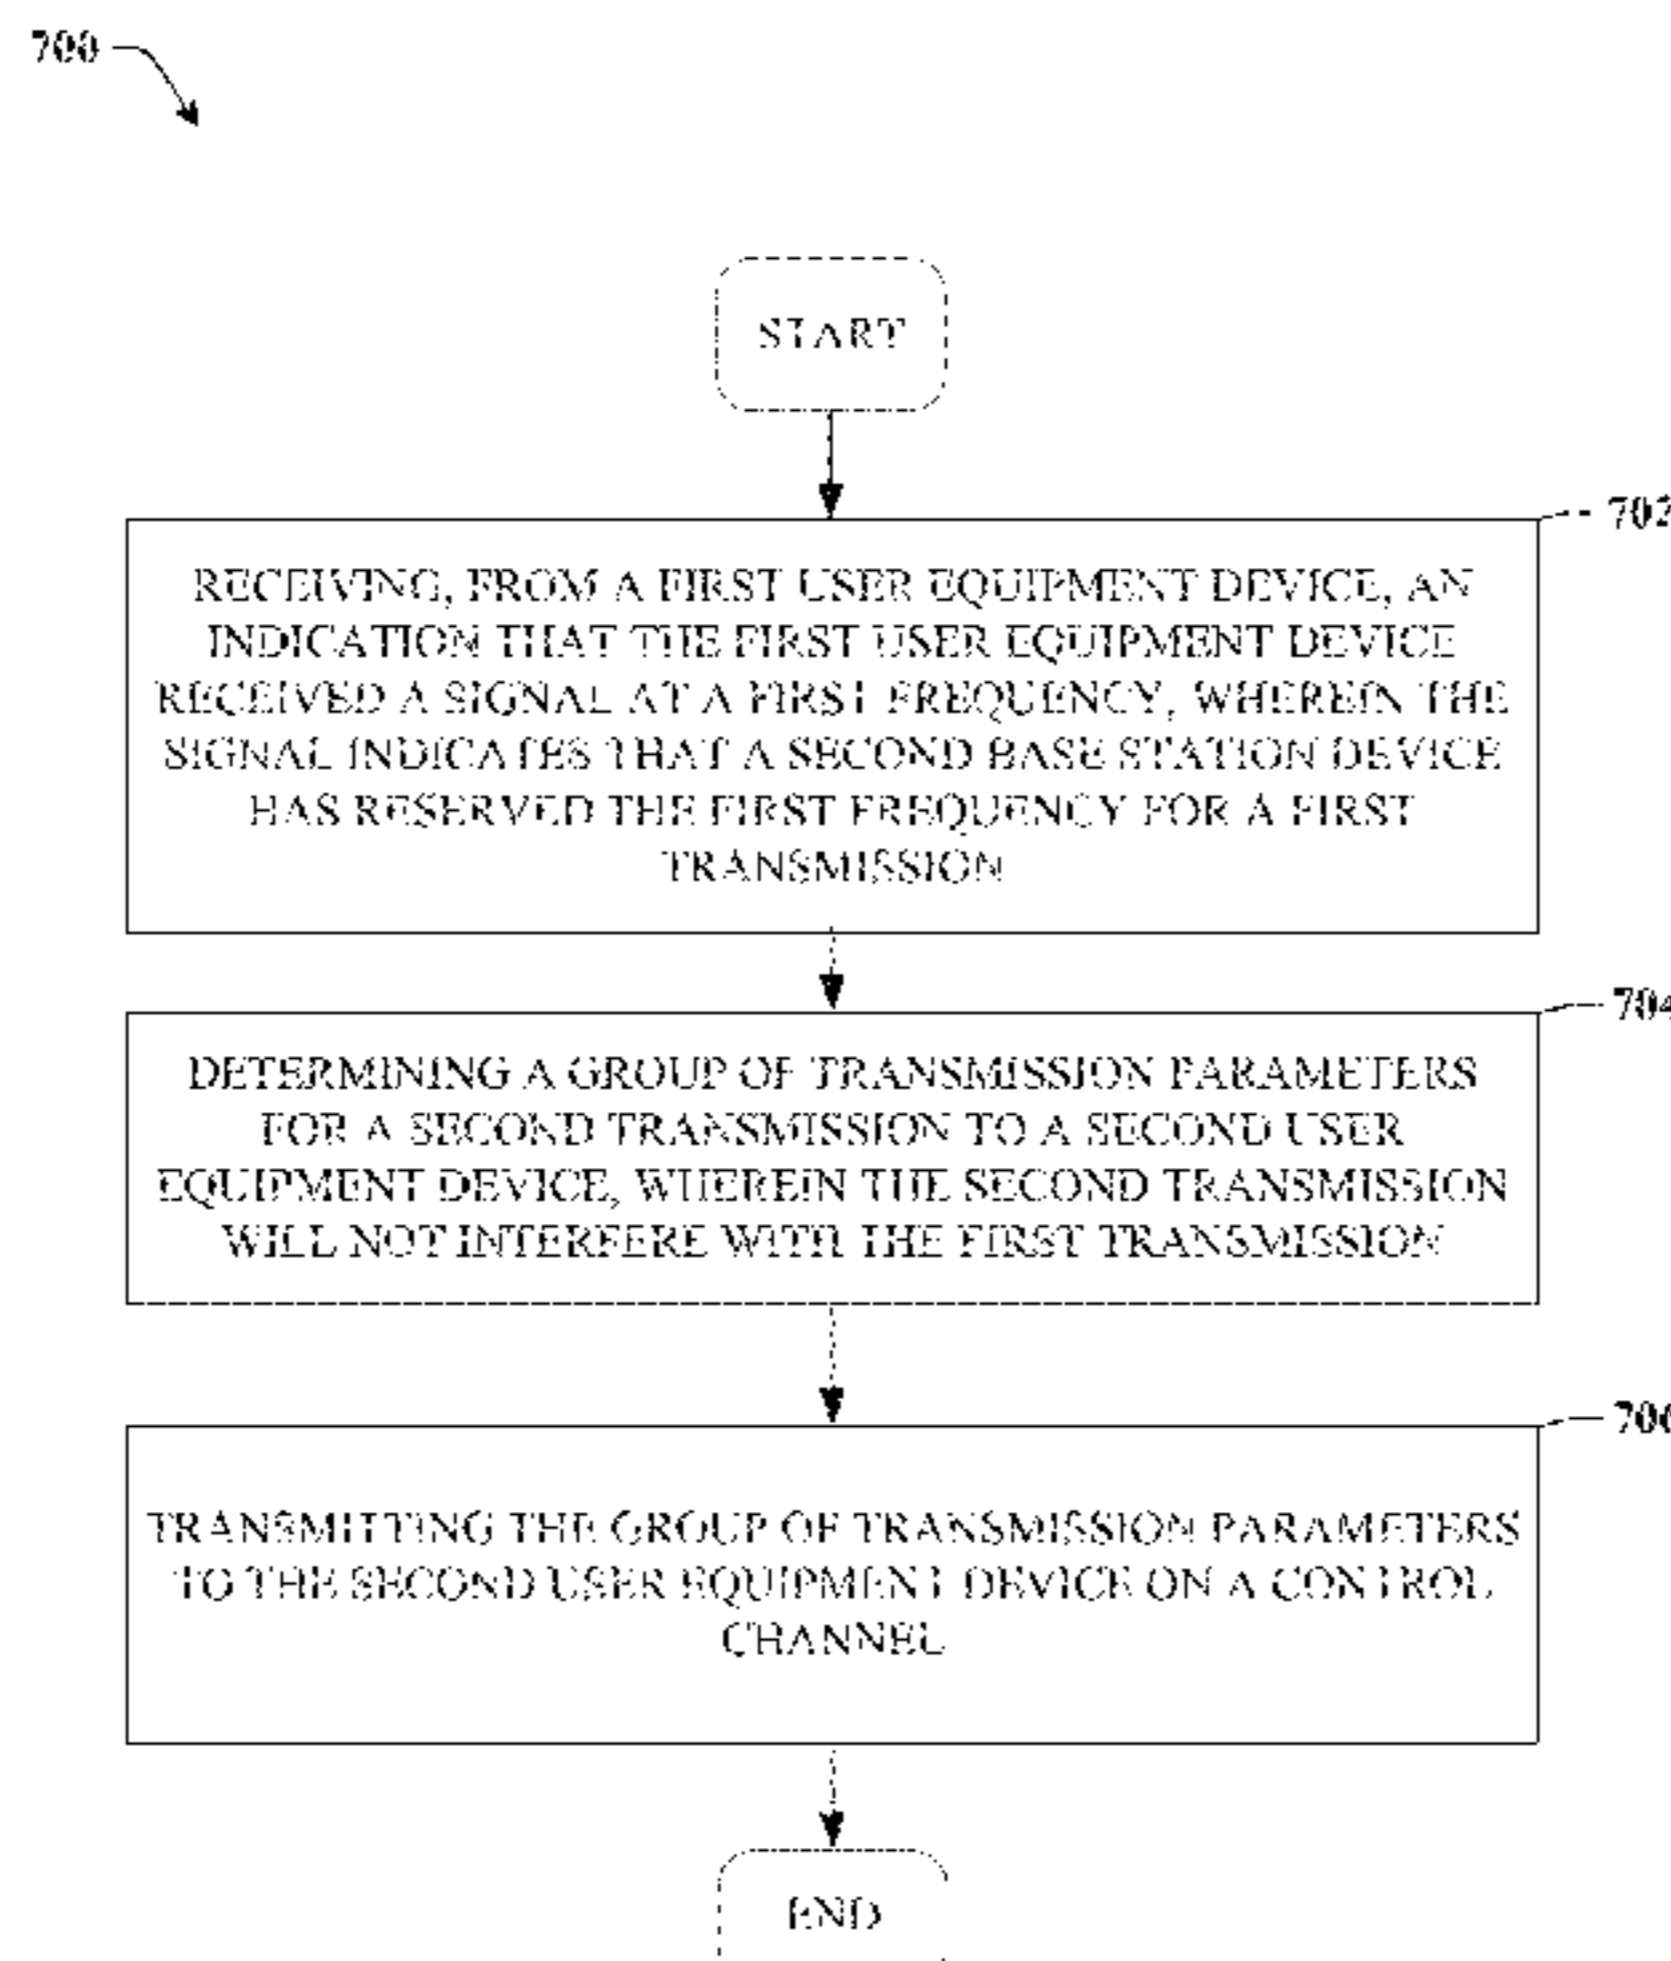 700
START
702
RECEIVING, FROM A FIRST USER EQUIPMENT DEVICE, AN
INDICATION THAT THE FIRST USER EQUIPMENT DEVICE
RECEIVED A SIGNAL AT A FIRST FREQUENCY, WHEREIN THE
SIGNAL INDICATES THAT A SECOND BASE STATION DEVICE
HAS RESERVED THE FIRST FREQUENCY FOR A FIRST
TRANSMISSION
704
DETERMINING A GROUP OF TRANSMISSION PARAMETERS
FOR A SECOND TRANSMISSION TO A SECOND USER
EQUIPMENT DEVICE, WHEREIN THE SECOND TRANSMISSION
WILL NOT INTERFERE WITH THE FIRST TRANSMISSION
706
TRANSMITTING THE GROUP OF TRANSMISSION PARAMETERS
TO THE SECOND USER EQUIPMENT DEVICE ON A CONTROL
CHANNEL
END